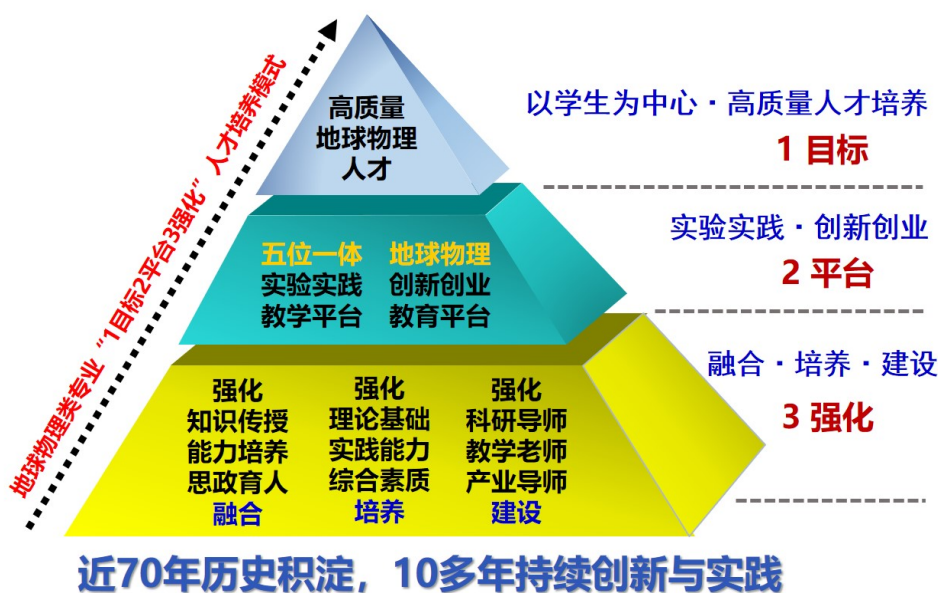 地球物理类专业“1目标2平台3强化”人才培养模式
高质量
地球物理
人才
以学生为中心·高质量人才培养
1 目标
五位一体
实验实践
教学平台
地球物理
创新创业
教育平台
实验实践·创新创业
2 平台
强化
知识传授
能力培养
思政育人
融合
强化
理论基础
实践能力
综合素质
培养
强化
科研导师
教学老师
产业导师
建设
融合·培养·建设
3 强化
近70年历史积淀，10多年持续创新与实践